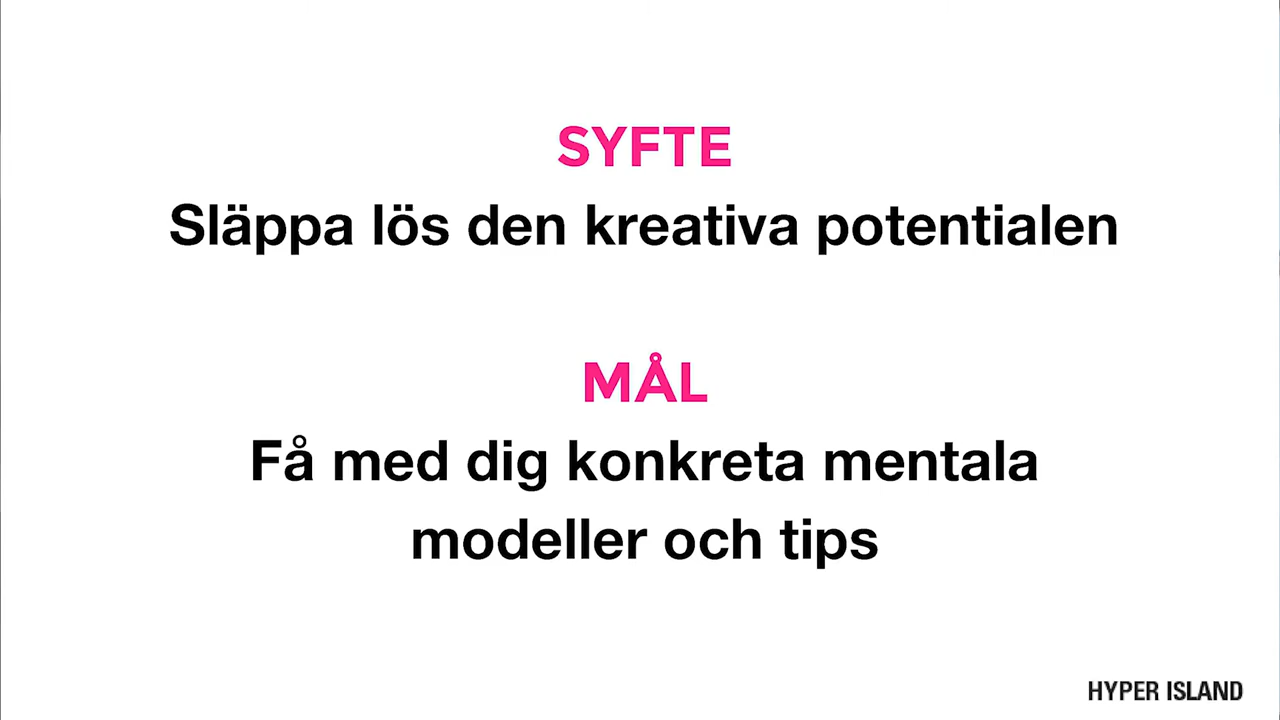 SYFTE
Släppa lös den kreativa potentialen
MÅL
Få med dig konkreta mentala
modeller och tips
HYPER ISLAND